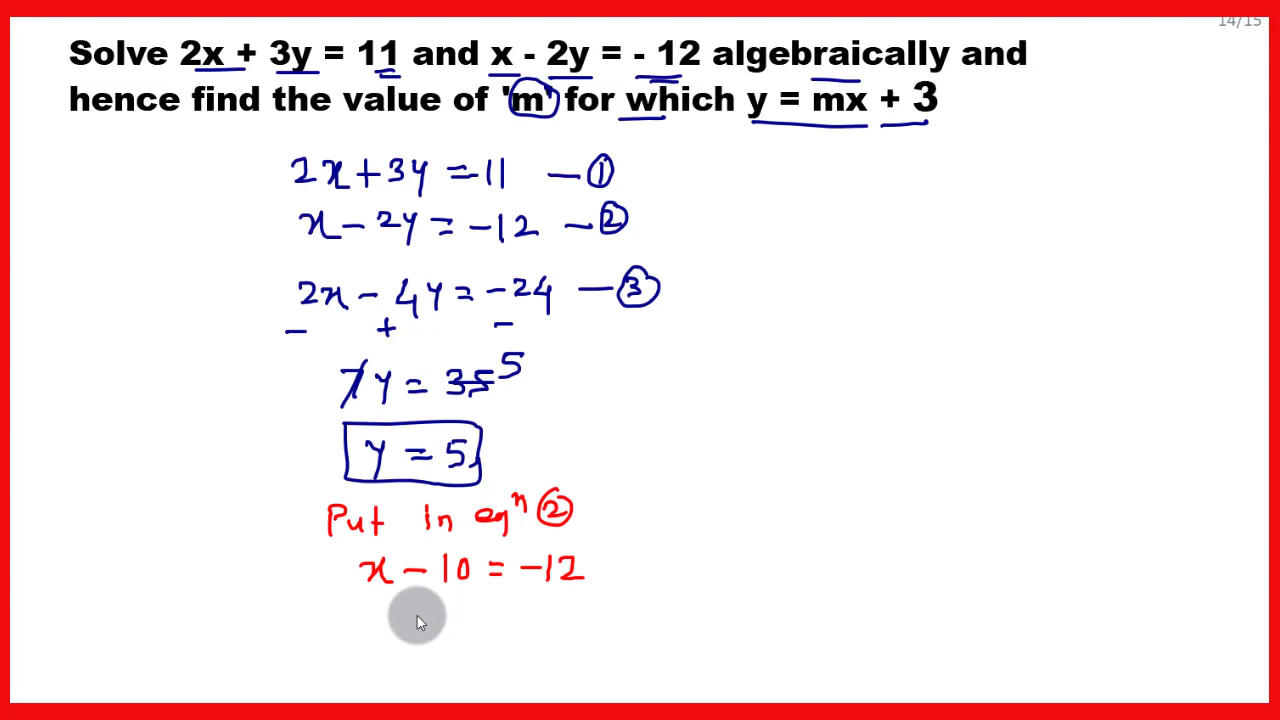 14/15
Solve 2x + 3y = 11 and x - 2y = - 12 algebraically and
hence find the value of 'm' for which y = mx + 3
2x + 3y = 11 — ①
x - 2y = -12 — ②
2x - 4y = -24 — ③
- + -
7y = 35 5
y = 5
Put in eqⁿ ②
x - 10 = -12